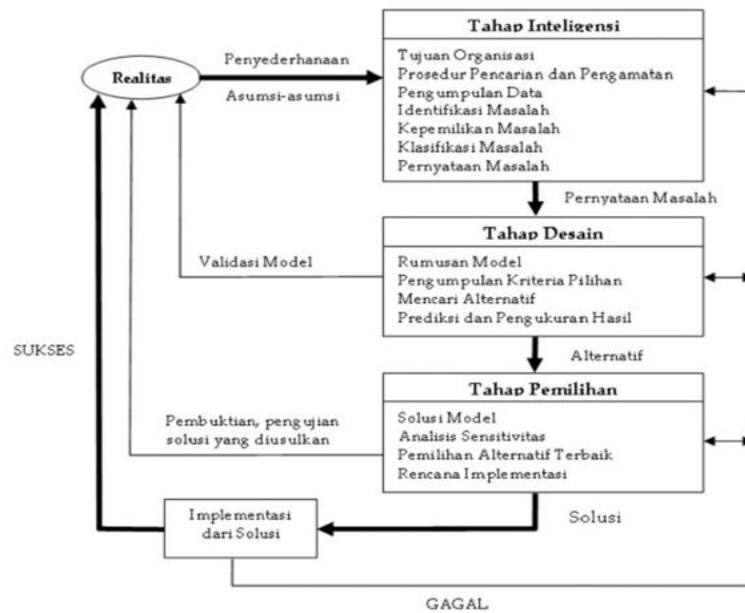 Tahap Inteligensi
Tujuan Organisasi
Prosedur Pencarian dan Pengamatan
Pengumpulan Data
Identifikasi Masalah
Kepemilikan Masalah
Klasifikasi Masalah
Pernyataan Masalah
Realitas
Penyederhanaan
Asumsi-asumsi
Pernyataan Masalah
Tahap Desain
Rumusan Model
Pengumpulan Kriteria Pilihan
Mencari Alternatif
Prediksi dan Pengukuran Hasil
Validasi Model
SUKSES
Alternatif
Tahap Pemilihan
Solusi Model
Analisis Sensitivitas
Pemilihan Alternatif Terbaik
Rencana Implementasi
Pembuktian, pengujian
solusi yang diusulkan
Solusi
Implementasi
dari Solusi
GAGAL